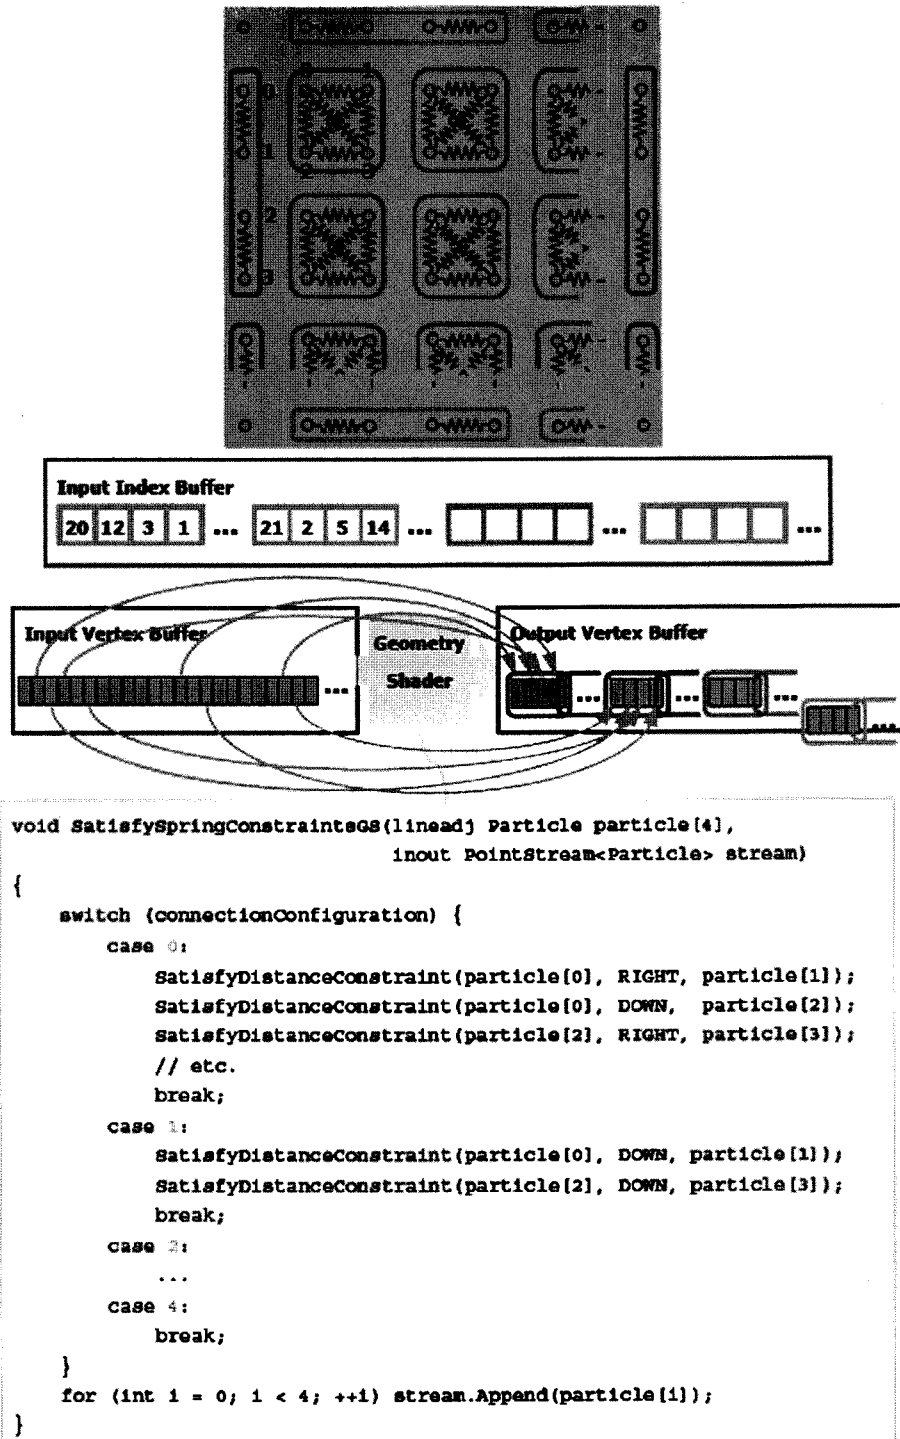 0
1
2
3
Input Index Buffer
20 12 3 1 ... 21 2 5 14 ... ... ...
Input Vertex Buffer
...
Geometry
Shader
Output Vertex Buffer
... ... ... ...
void SatisfySpringConstraintsGS(lineadj Particle particle[4],
inout PointStream<Particle> stream)
{
switch (connectionConfiguration) {
case 0:
SatisfyDistanceConstraint(particle[0], RIGHT, particle[1]);
SatisfyDistanceConstraint(particle[0], DOWN, particle[2]);
SatisfyDistanceConstraint(particle[2], RIGHT, particle[3]);
// etc.
break;
case 1:
SatisfyDistanceConstraint(particle[0], DOWN, particle[1]);
SatisfyDistanceConstraint(particle[2], DOWN, particle[3]);
break;
case 2:
...
case 4:
break;
}
for (int i = 0; i < 4; ++i) stream.Append(particle[i]);
}